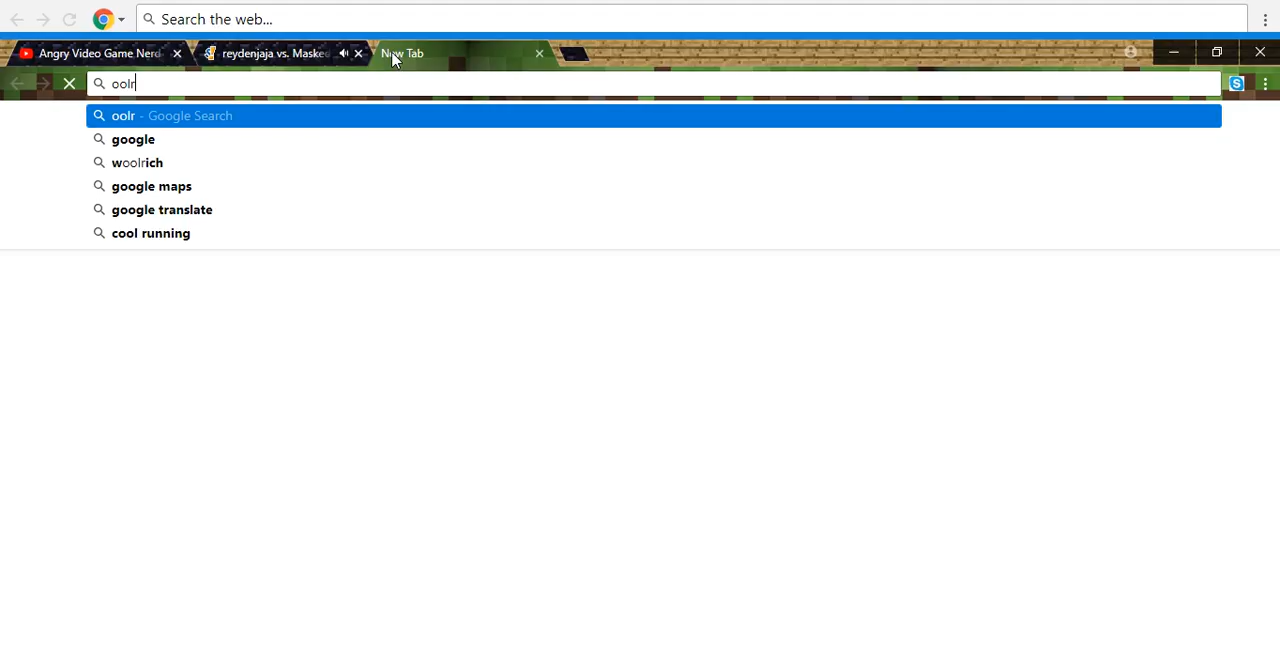 Search the web...
Angry Video Game Nerd
reydenjaja vs. Masked
New Tab
oolr
oolr - Google Search
google
woolrich
google maps
google translate
cool running